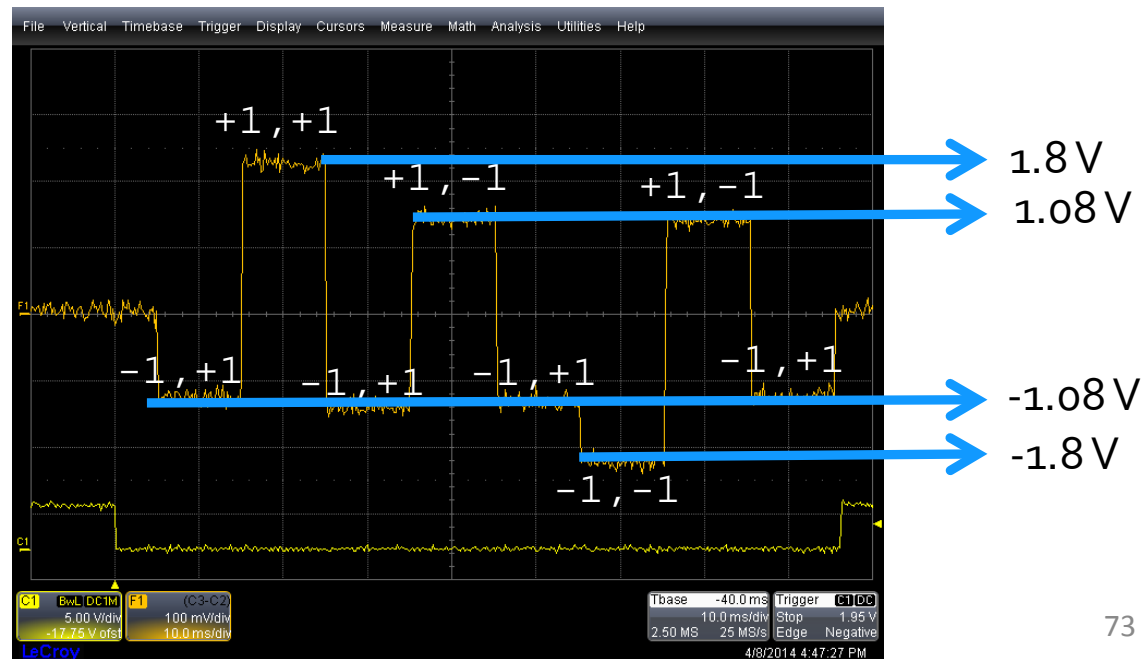 File Vertical Timebase Trigger Display Cursors Measure Math Analysis Utilities Help
+1,+1
1.8 V
+1,-1
+1,-1
1.08 V
F1
-1,+1
-1,+1
-1,+1
-1,+1
-1.08 V
-1.8 V
-1,-1
C1
C1 BwL DC1M
5.00 V/div
-17.75 V ofst
F1 (C3-C2)
100 mV/div
10.0 ms/div
Tbase -40.0 ms
10.0 ms/div
2.50 MS 25 MS/s
Trigger C1 DC
Stop 1.95 V
Edge Negative
LeCroy
4/8/2014 4:47:27 PM
73